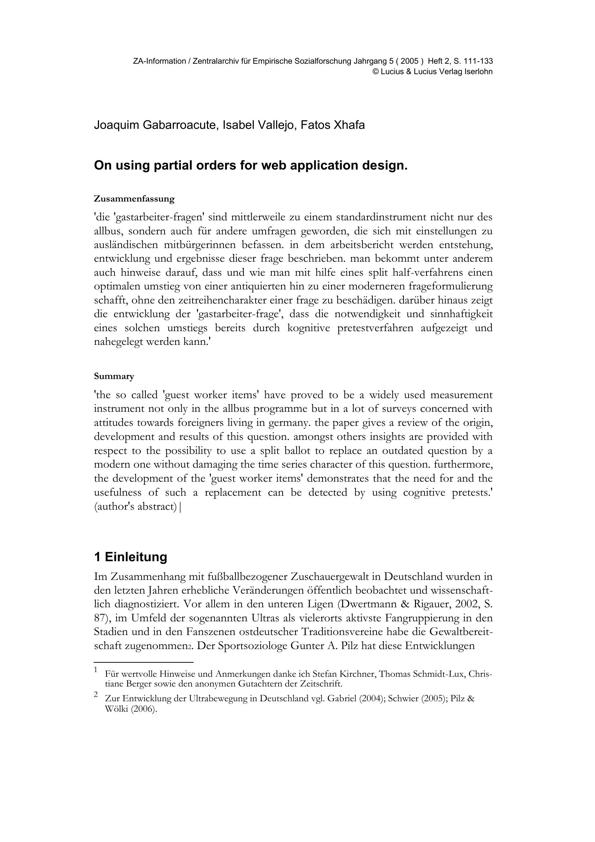 ZA-Information / Zentralarchiv für Empirische Sozialforschung Jahrgang 5 ( 2005 ) Heft 2, S. 111-133
© Lucius & Lucius Verlag Iserlohn
Joaquim Gabarroacute, Isabel Vallejo, Fatos Xhafa
On using partial orders for web application design.
Zusammenfassung
'die 'gastarbeiter-fragen' sind mittlerweile zu einem standardinstrument nicht nur des
allbus, sondern auch für andere umfragen geworden, die sich mit einstellungen zu
ausländischen mitbürgerinnen befassen. in dem arbeitsbericht werden entstehung,
entwicklung und ergebnisse dieser frage beschrieben. man bekommt unter anderem
auch hinweise darauf, dass und wie man mit hilfe eines split half-verfahrens einen
optimalen umstieg von einer antiquierten hin zu einer moderneren frageformulierung
schafft, ohne den zeitreihencharakter einer frage zu beschädigen. darüber hinaus zeigt
die entwicklung der 'gastarbeiter-frage', dass die notwendigkeit und sinnhaftigkeit
eines solchen umstiegs bereits durch kognitive pretestverfahren aufgezeigt und
nahegelegt werden kann.'
Summary
'the so called 'guest worker items' have proved to be a widely used measurement
instrument not only in the allbus programme but in a lot of surveys concerned with
attitudes towards foreigners living in germany. the paper gives a review of the origin,
development and results of this question. amongst others insights are provided with
respect to the possibility to use a split ballot to replace an outdated question by a
modern one without damaging the time series character of this question. furthermore,
the development of the 'guest worker items' demonstrates that the need for and the
usefulness of such a replacement can be detected by using cognitive pretests.'
(author's abstract)|
1 Einleitung
Im Zusammenhang mit fußballbezogener Zuschauergewalt in Deutschland wurden in
den letzten Jahren erhebliche Veränderungen öffentlich beobachtet und wissenschaft-
lich diagnostiziert. Vor allem in den unteren Ligen (Dwertmann & Rigauer, 2002, S.
87), im Umfeld der sogenannten Ultras als vielerorts aktivste Fangruppierung in den
Stadien und in den Fanszenen ostdeutscher Traditionsvereine habe die Gewaltbereit-
schaft zugenommen2. Der Sportsoziologe Gunter A. Pilz hat diese Entwicklungen
1 Für wertvolle Hinweise und Anmerkungen danke ich Stefan Kirchner, Thomas Schmidt-Lux, Chris-
tiane Berger sowie den anonymen Gutachtern der Zeitschrift.
2 Zur Entwicklung der Ultrabewegung in Deutschland vgl. Gabriel (2004); Schwier (2005); Pilz &
Wölki (2006).